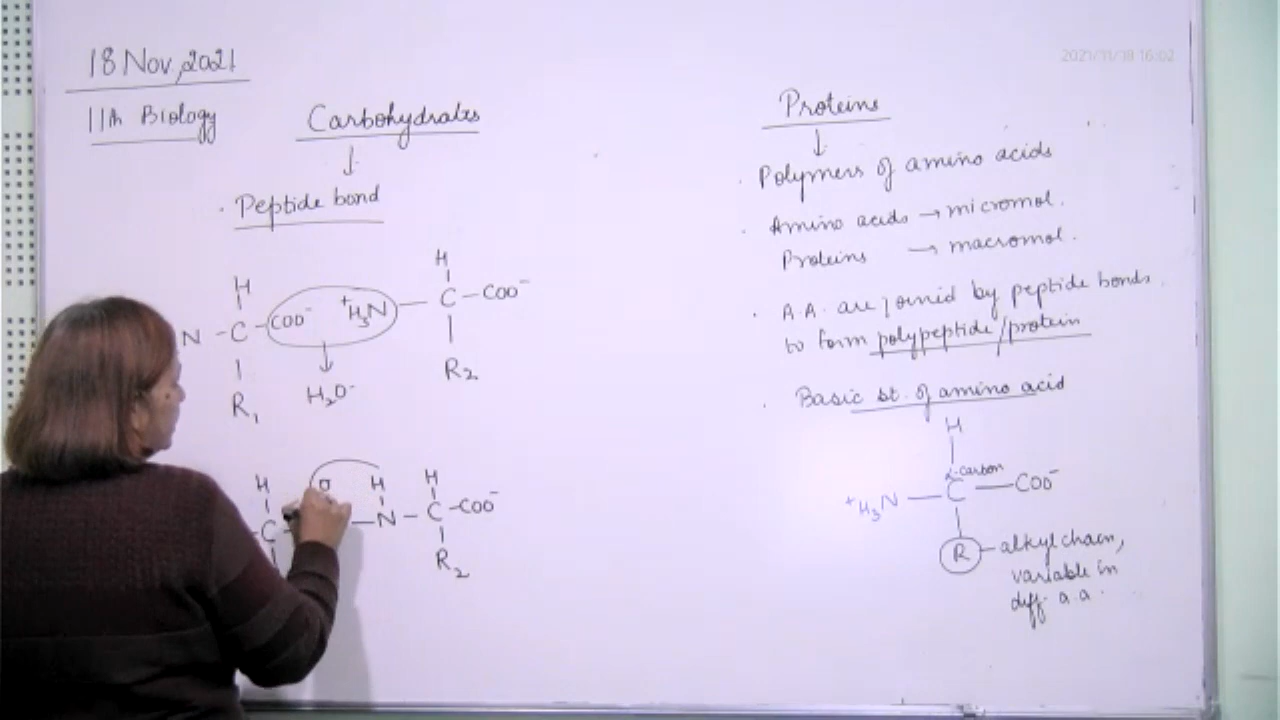 18 Nov, 2021
11th Biology
Carbohydrates
↓
· Peptide bond
H
N - C - COO⁻ ⁺H₃N - C - COO⁻
H
R₁
R₂
↓
H₂O
H
O
H
H
C
- N - C - COO⁻
R₂
2021/11/18 16:02
Proteins
↓
· Polymers of amino acids
· Amino acids → micromol.
Proteins → macromol.
· A.A. are joined by peptide bonds
to form polypeptide/protein
· Basic st. of amino acid
H
α-carbon
⁺H₃N - C - COO⁻
R - alkyl chain,
variable in
diff. a.a.